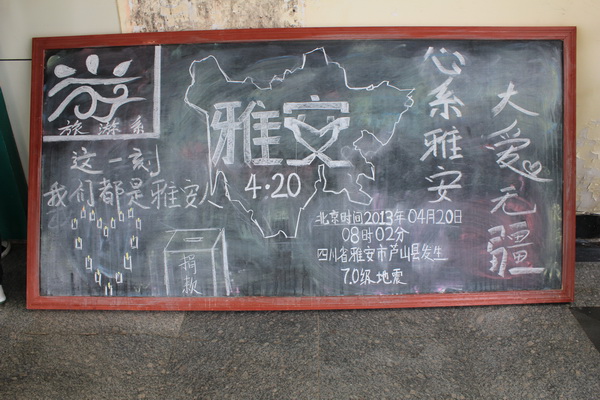 游
旅游系
这一刻
我们都是雅安人
捐款
雅安
4·20
北京时间2013年04月20日
08时02分
四川省雅安市芦山县发生
7.0级地震
心系雅安
大爱无疆